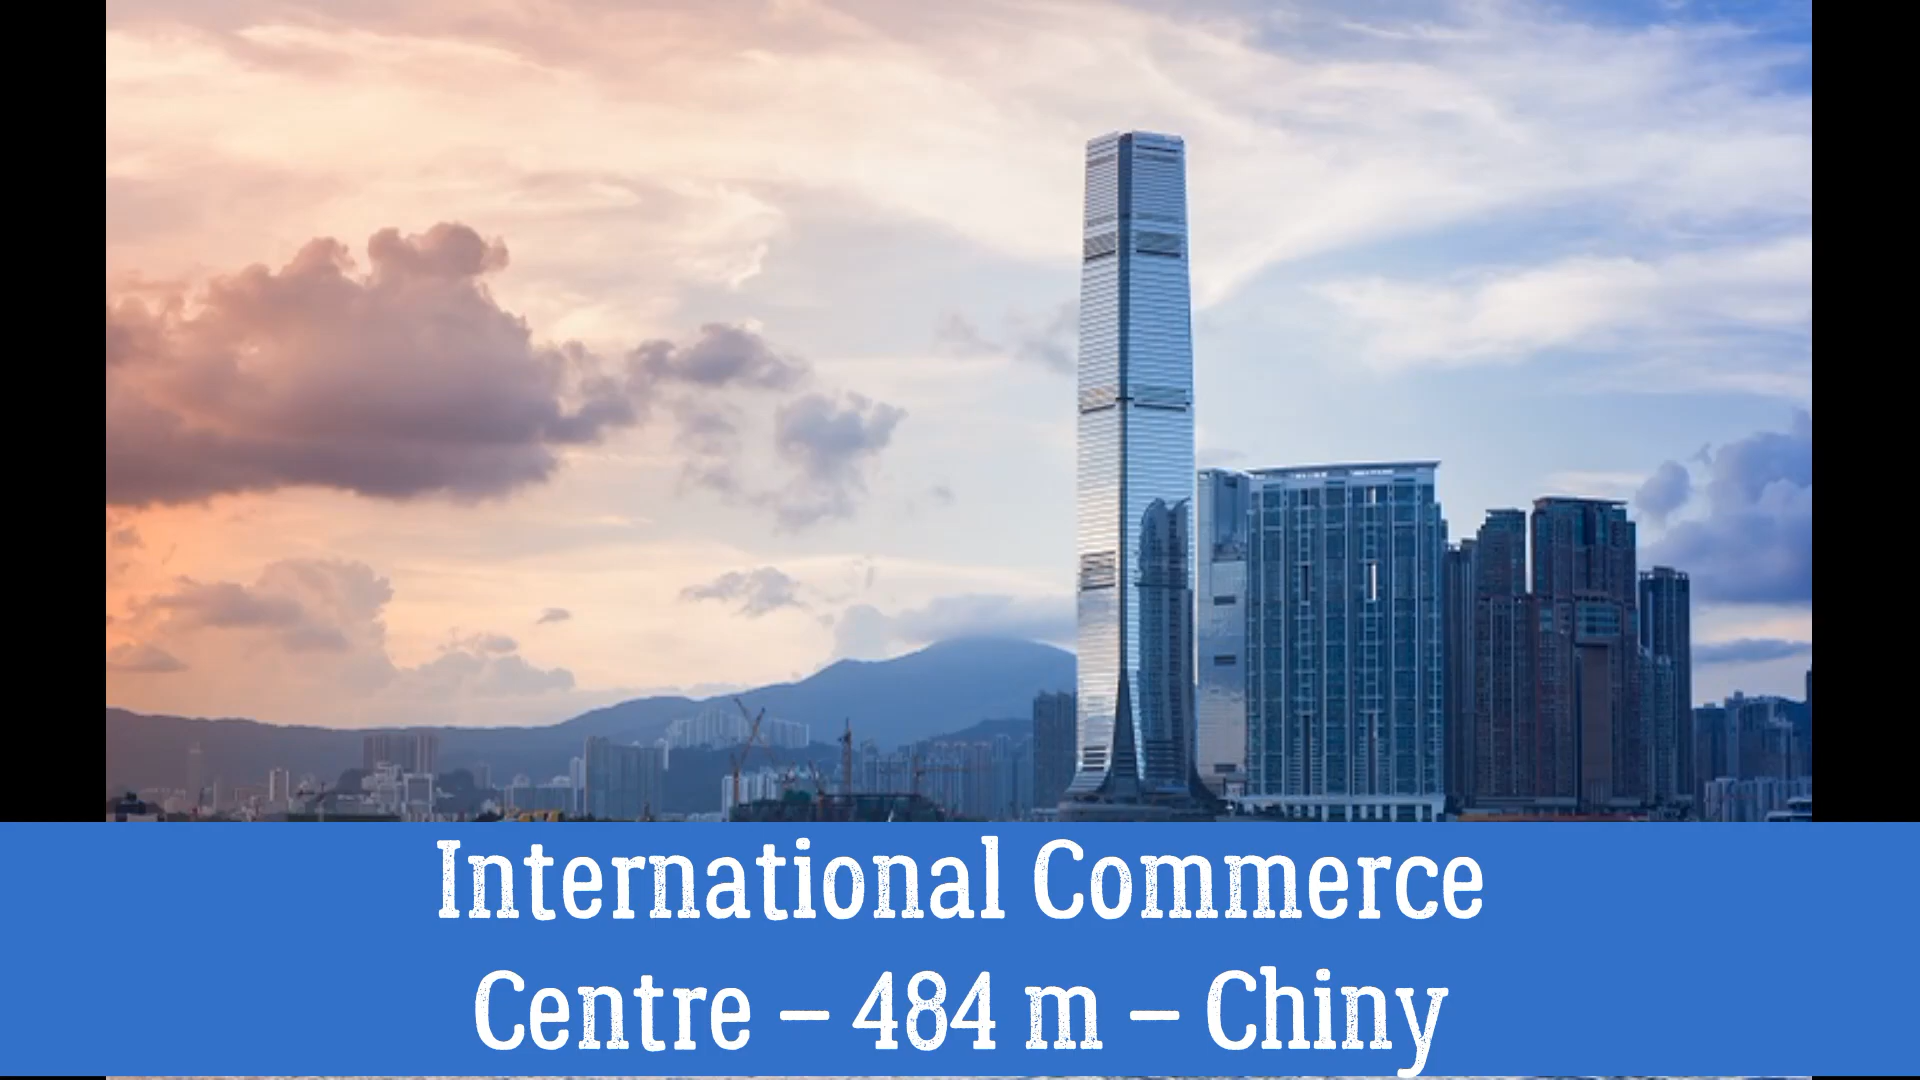 International Commerce
Centre – 484 m – Chiny